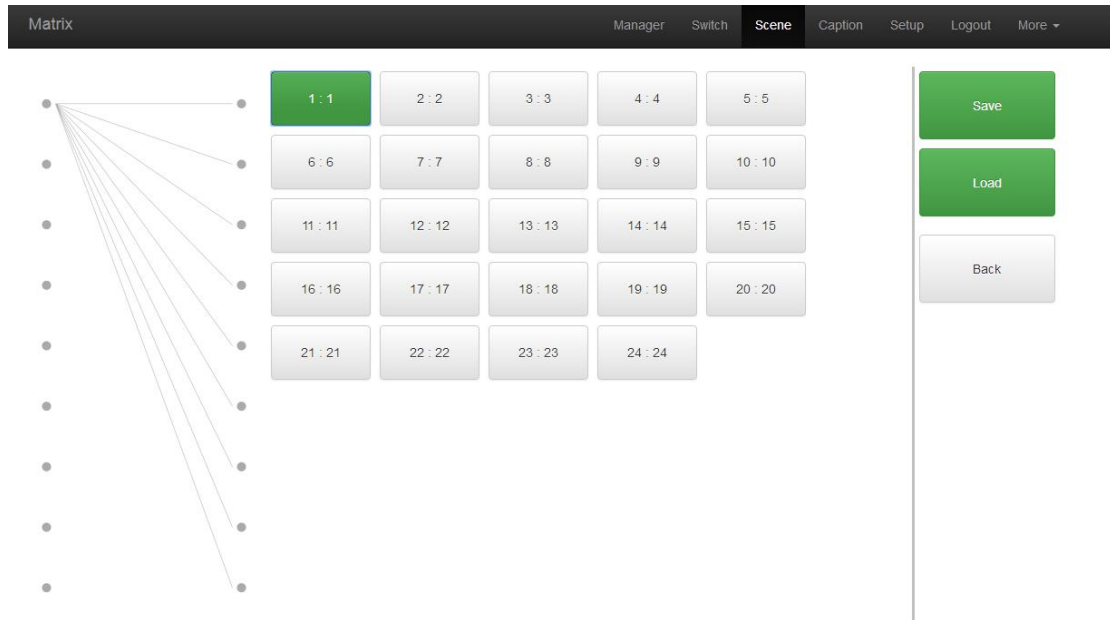 Matrix Manager Switch Scene Caption Setup Logout More
1 : 1 2 : 2 3 : 3 4 : 4 5 : 5 Save
6 : 6 7 : 7 8 : 8 9 : 9 10 : 10
Load
11 : 11 12 : 12 13 : 13 14 : 14 15 : 15
Back
16 : 16 17 : 17 18 : 18 19 : 19 20 : 20
21 : 21 22 : 22 23 : 23 24 : 24